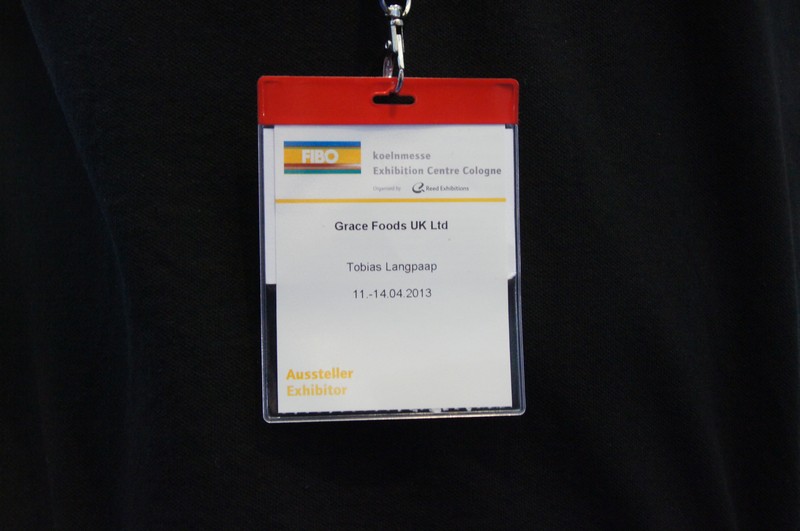 FIBO
koelnmesse
Exhibition Centre Cologne
Organised by Reed Exhibitions
Grace Foods UK Ltd
Tobias Langpaap
11.-14.04.2013
Aussteller
Exhibitor